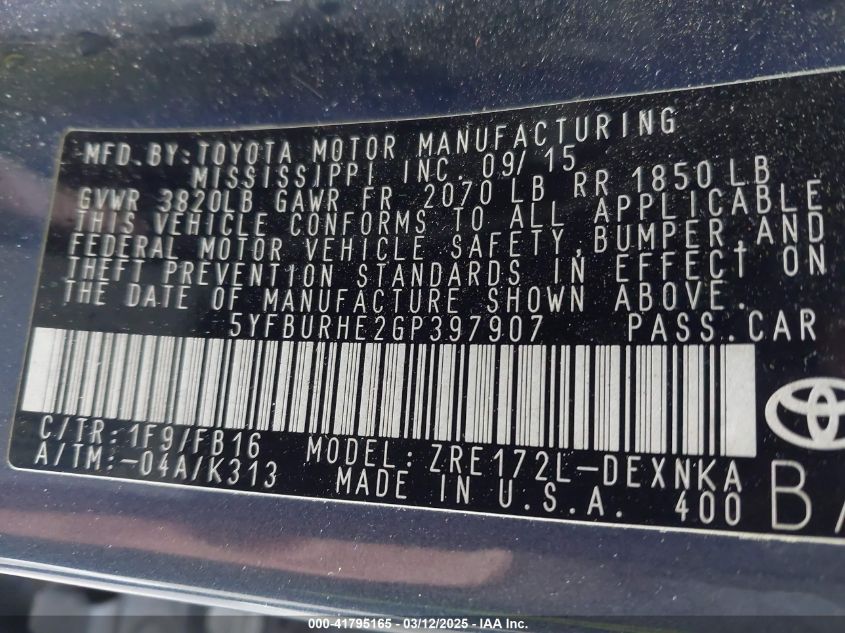 MFD.BY:TOYOTA MOTOR MANUFACTURING
MISSISSIPPI INC. 09/15
GVWR 3820LB GAWR FR 2070 LB RR 1850 LB
THIS VEHICLE CONFORMS TO ALL APPLICABLE
FEDERAL MOTOR VEHICLE SAFETY,BUMPER,AND
THEFT PREVENTION STANDARDS IN EFFECT ON
THE DATE OF MANUFACTURE SHOWN ABOVE.
5YFBURHE2GP397907 PASS.CAR
C/TR:1F9/FB16 MODEL:ZRE172L-DEXNKA
A/TM:-04A/K313 MADE IN U.S.A. 400 B
000-41795165 - 03/12/2025 - IAA Inc.